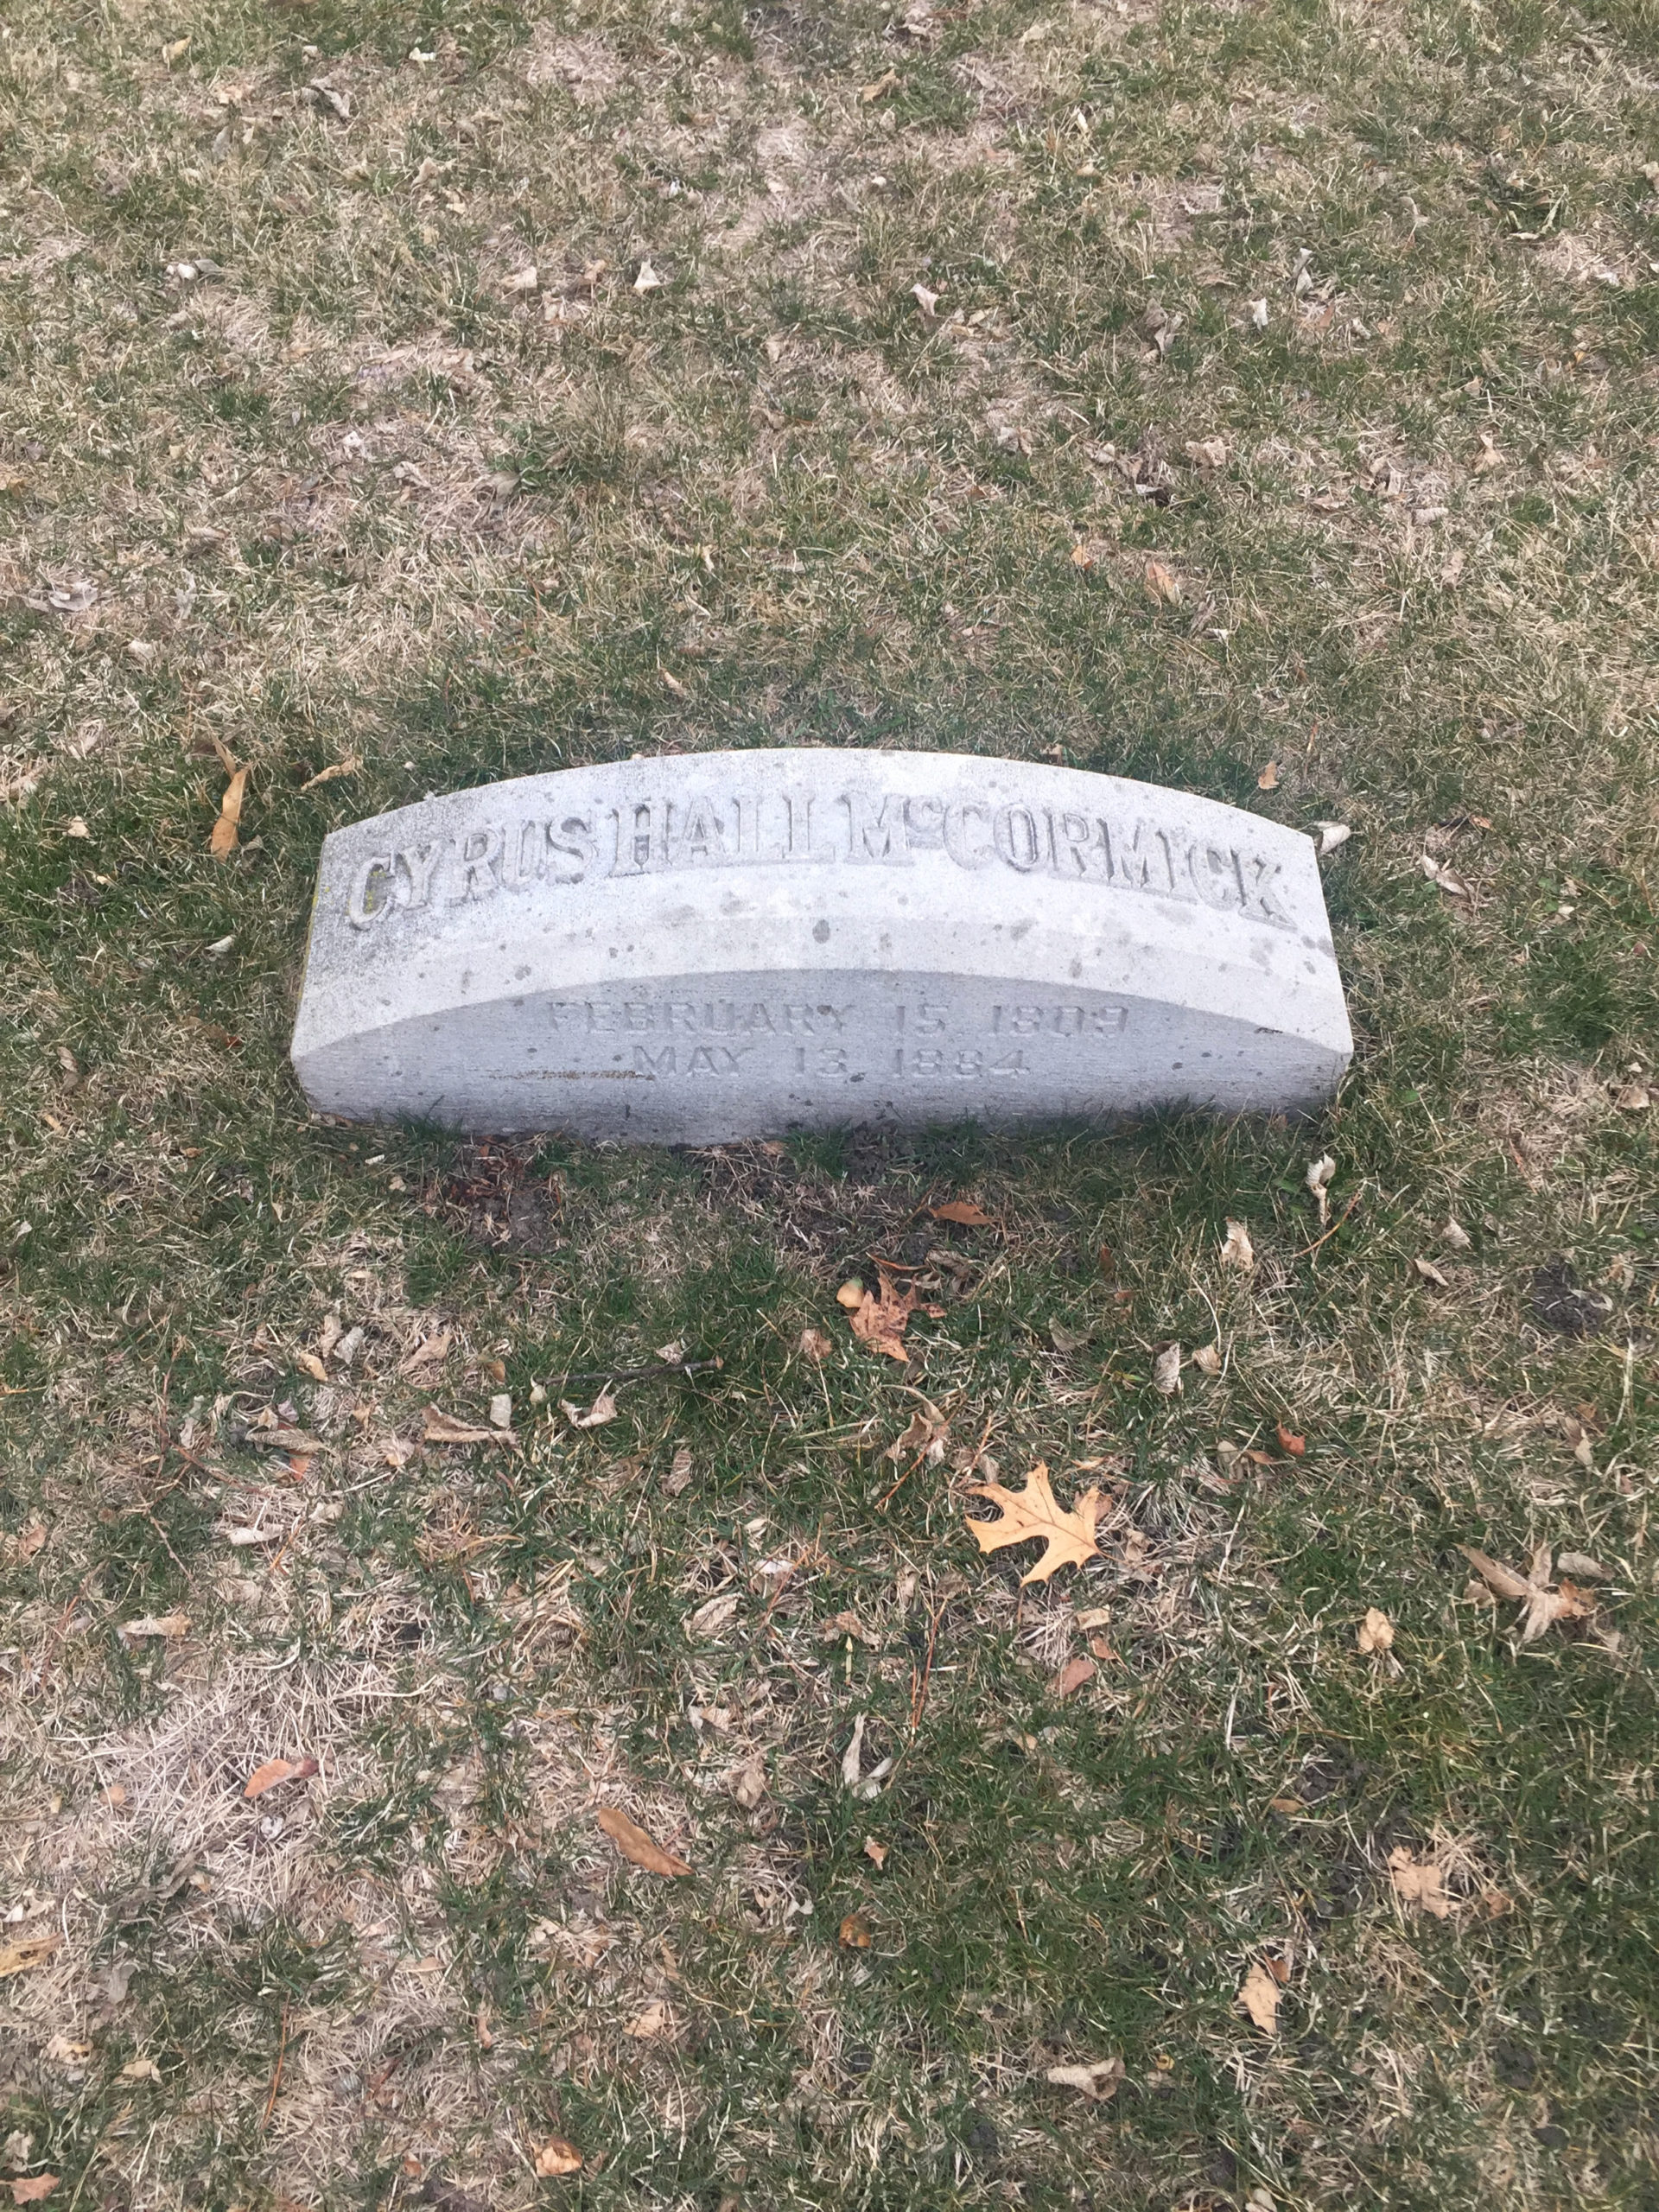 CYRUS HALL McCORMICK
FEBRUARY 15 1809
MAY 13 1884